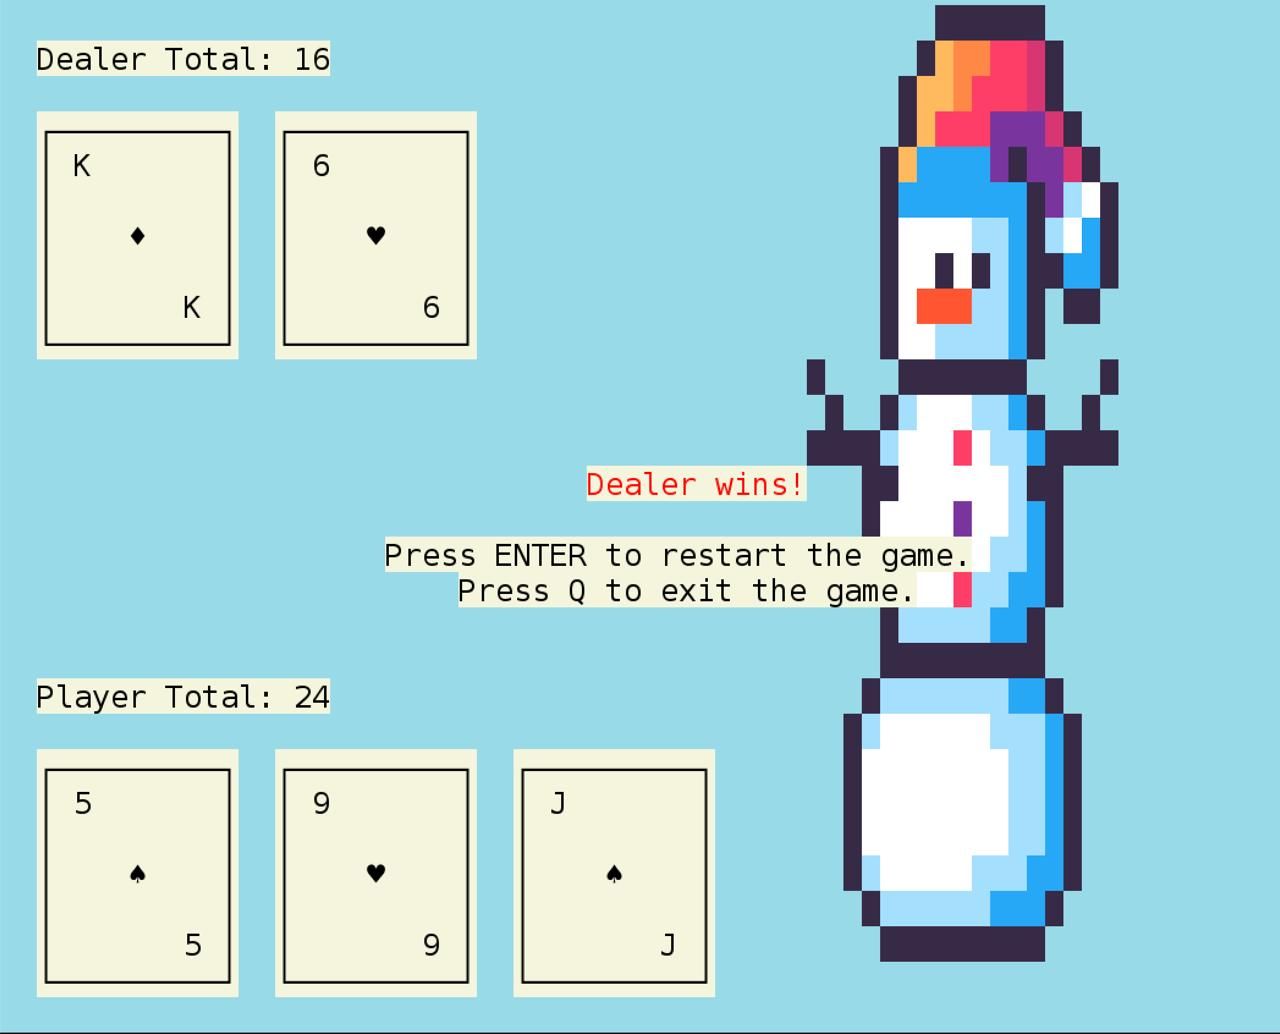 Dealer Total: 16
K
♦
K
6
♥
6
Dealer wins!
Press ENTER to restart the game.
Press Q to exit the game.
Player Total: 24
5
♠
5
9
♥
9
J
♠
J